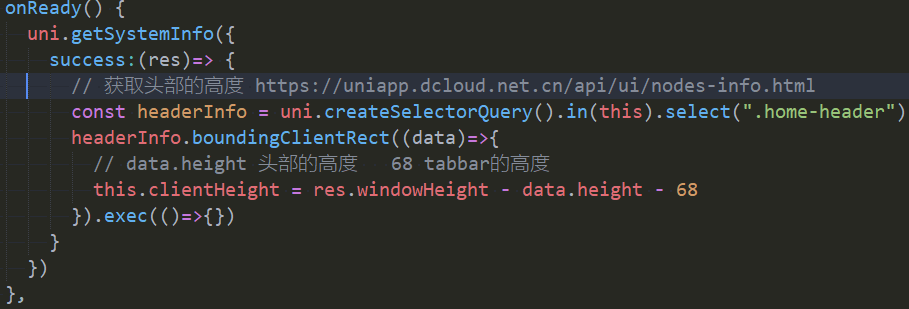 onReady() {
uni.getSystemInfo({
success:(res)=> {
// 获取头部的高度 https://uniapp.dcloud.net.cn/api/ui/nodes-info.html
const headerInfo = uni.createSelectorQuery().in(this).select(".home-header")
headerInfo.boundingClientRect((data)=>{
// data.height 头部的高度   68 tabbar的高度
this.clientHeight = res.windowHeight - data.height - 68
}).exec(()=>{})
}
})
},